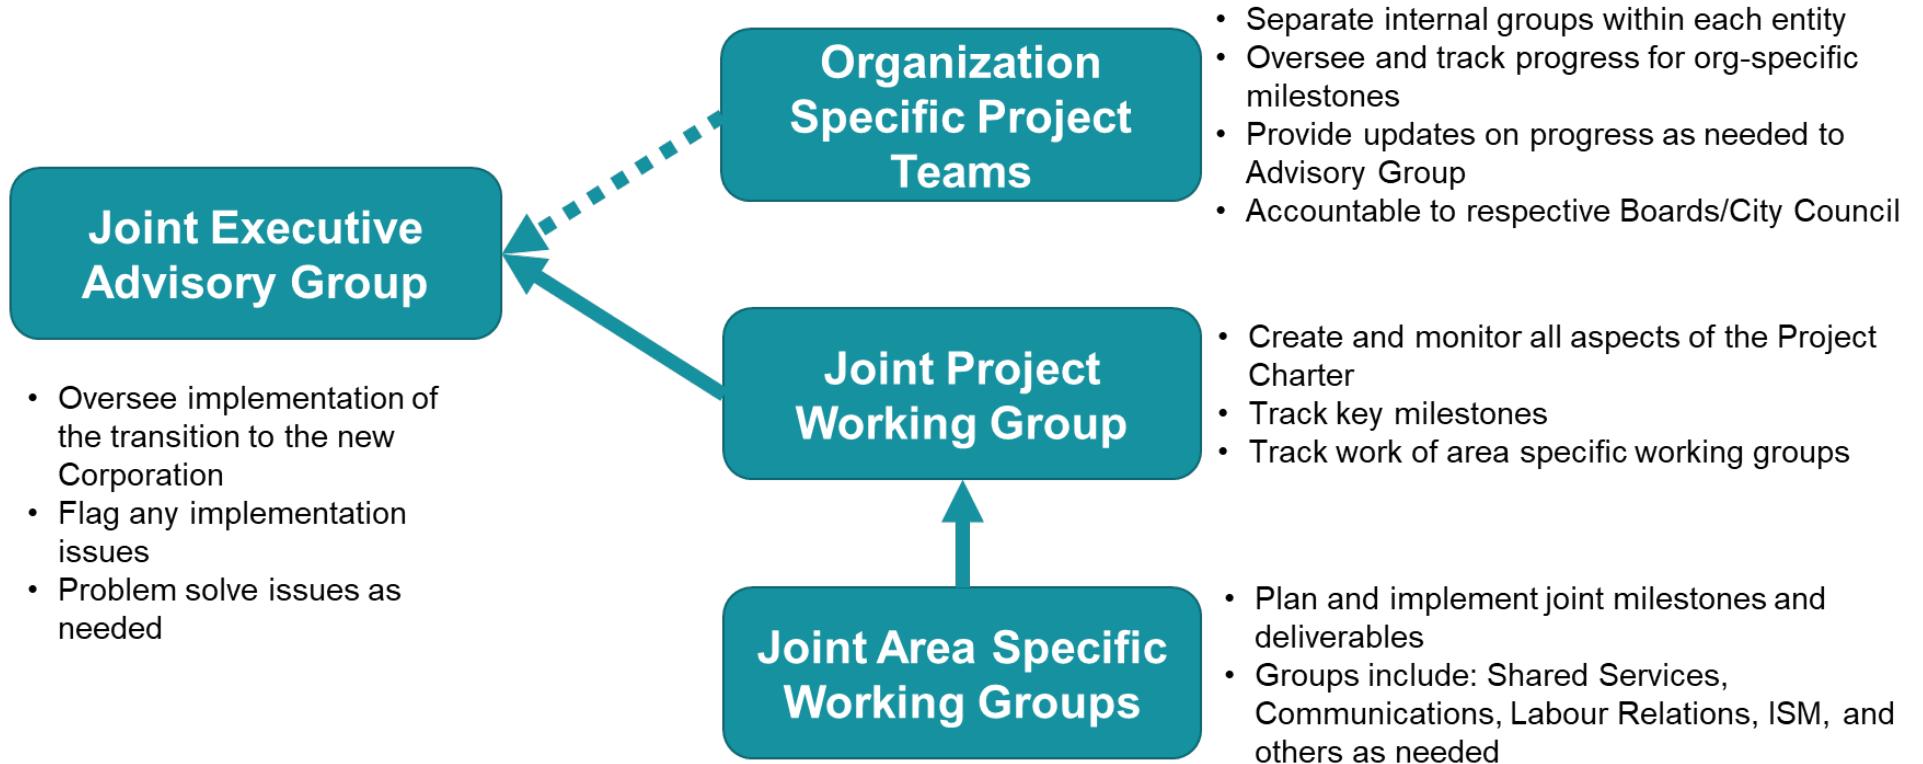 Joint Executive
Advisory Group
• Oversee implementation of
the transition to the new
Corporation
• Flag any implementation
issues
• Problem solve issues as
needed
Organization
Specific Project
Teams
• Separate internal groups within each entity
• Oversee and track progress for org-specific
milestones
• Provide updates on progress as needed to
Advisory Group
• Accountable to respective Boards/City Council
Joint Project
Working Group
• Create and monitor all aspects of the Project
Charter
• Track key milestones
• Track work of area specific working groups
Joint Area Specific
Working Groups
• Plan and implement joint milestones and
deliverables
• Groups include: Shared Services,
Communications, Labour Relations, ISM, and
others as needed